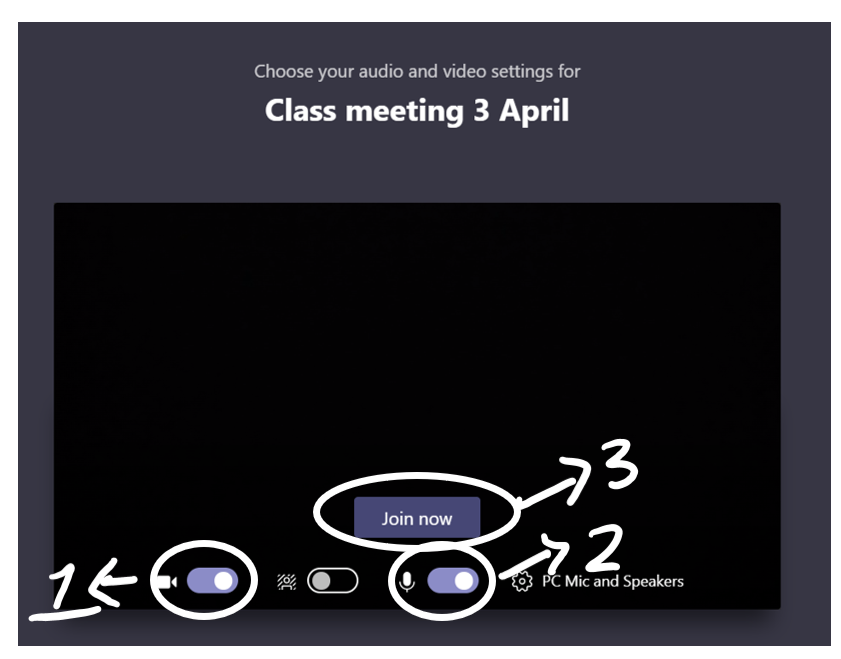 Choose your audio and video settings for
Class meeting 3 April
3
Join now
2
1
PC Mic and Speakers